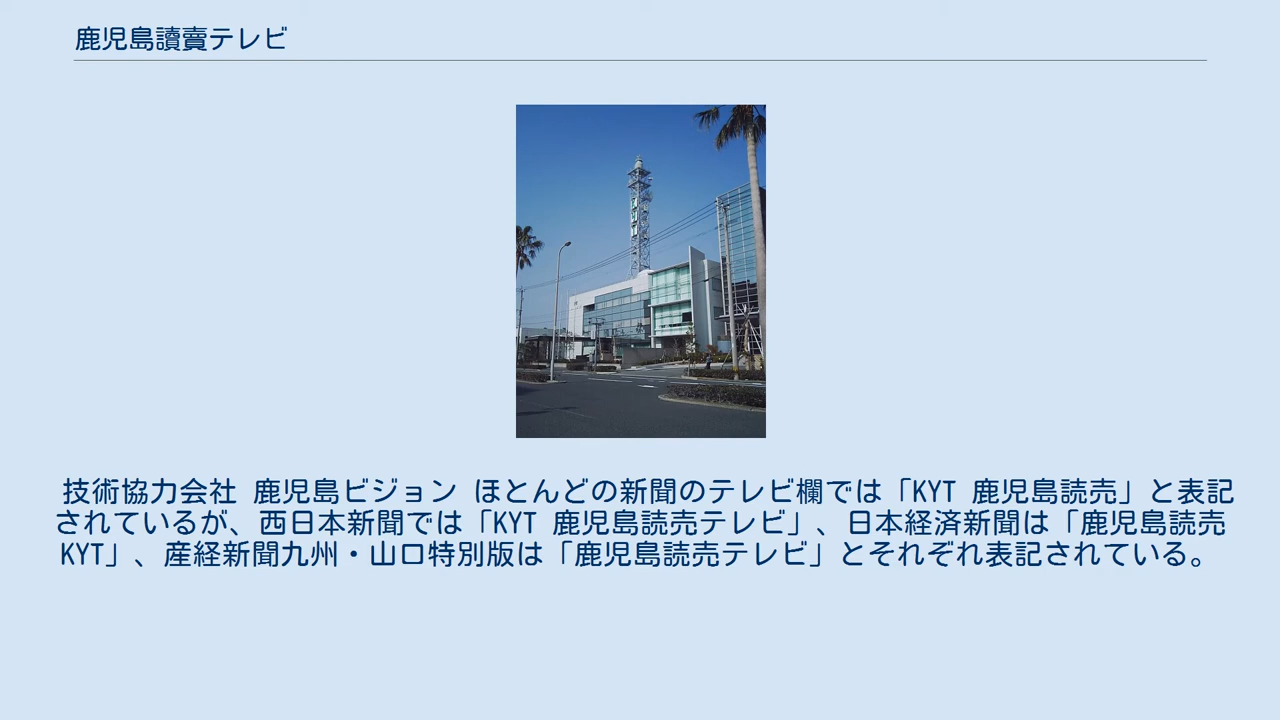 鹿児島讀賣テレビ
KYT
技術協力会社 鹿児島ビジョン ほとんどの新聞のテレビ欄では「KYT 鹿児島読売」と表記
されているが、西日本新聞では「KYT 鹿児島読売テレビ」、日本経済新聞は「鹿児島読売
KYT」、産経新聞九州・山口特別版は「鹿児島読売テレビ」とそれぞれ表記されている。